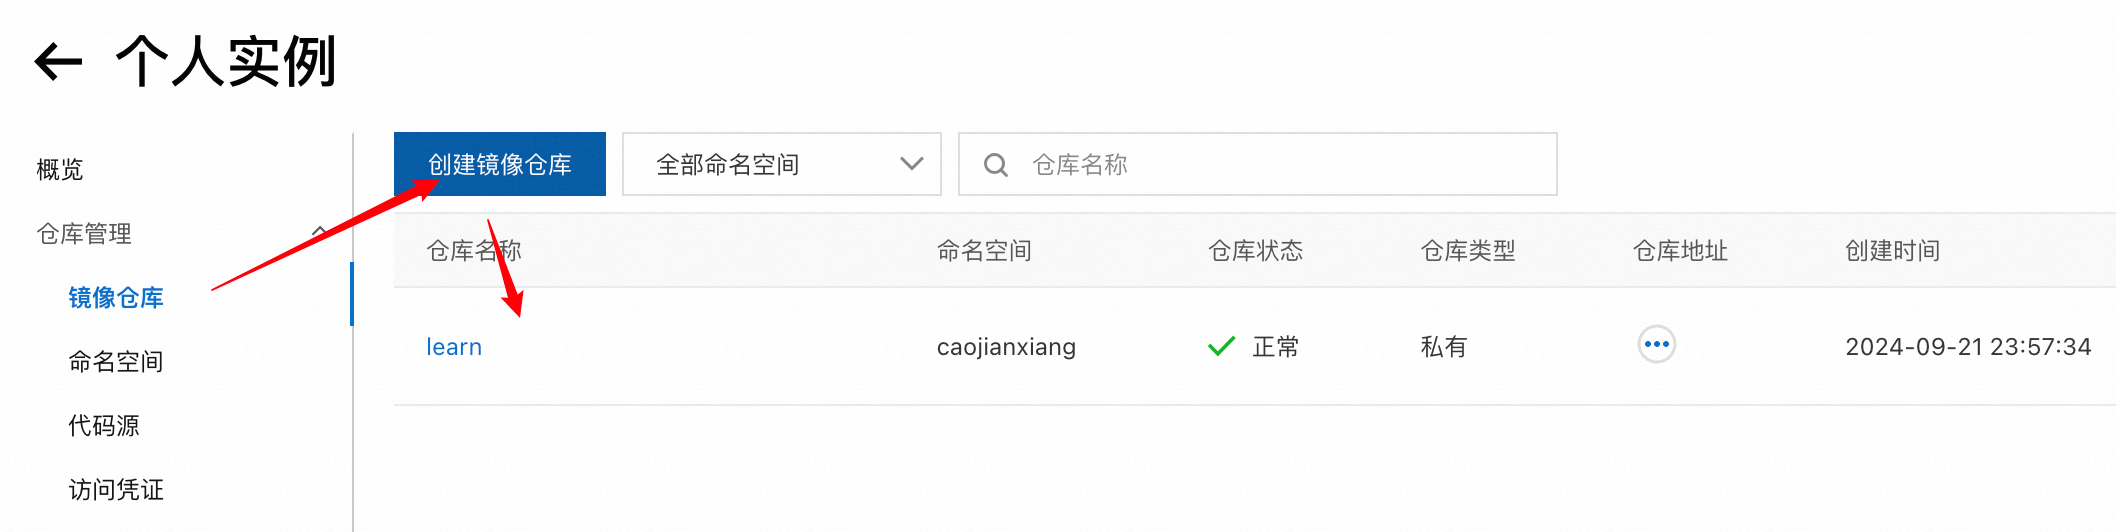 个人实例
概览
仓库管理
镜像仓库
命名空间
代码源
访问凭证
创建镜像仓库 全部命名空间 仓库名称
仓库名称 命名空间 仓库状态 仓库类型 仓库地址 创建时间
learn caojianxiang 正常 私有 2024-09-21 23:57:34